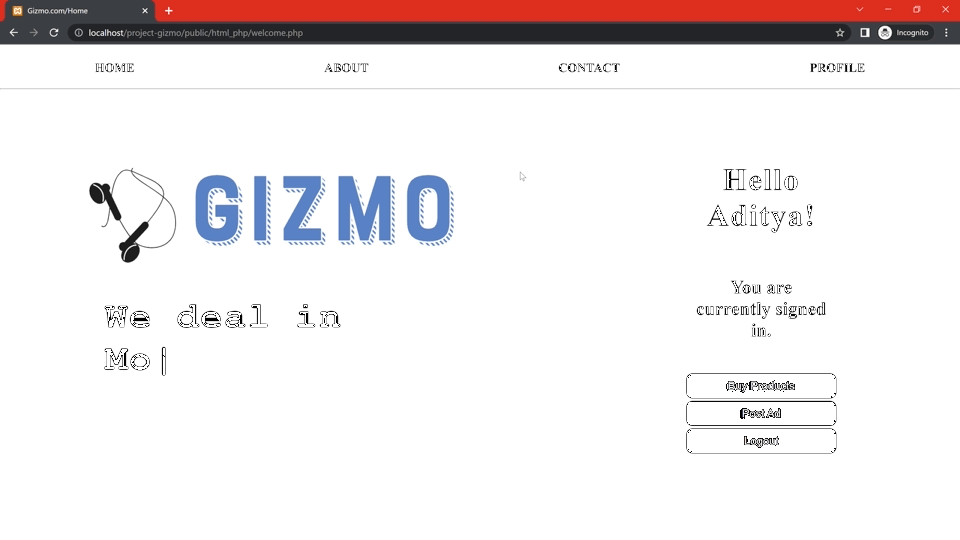 Gizmo.com/Home
localhost/project-gizmo/public/html_php/welcome.php
Incognito
HOME ABOUT CONTACT PROFILE
GIZMO
We deal in
Mo|
Hello
Aditya!
You are
currently signed
in.
Buy Products
Post Ad
Logout